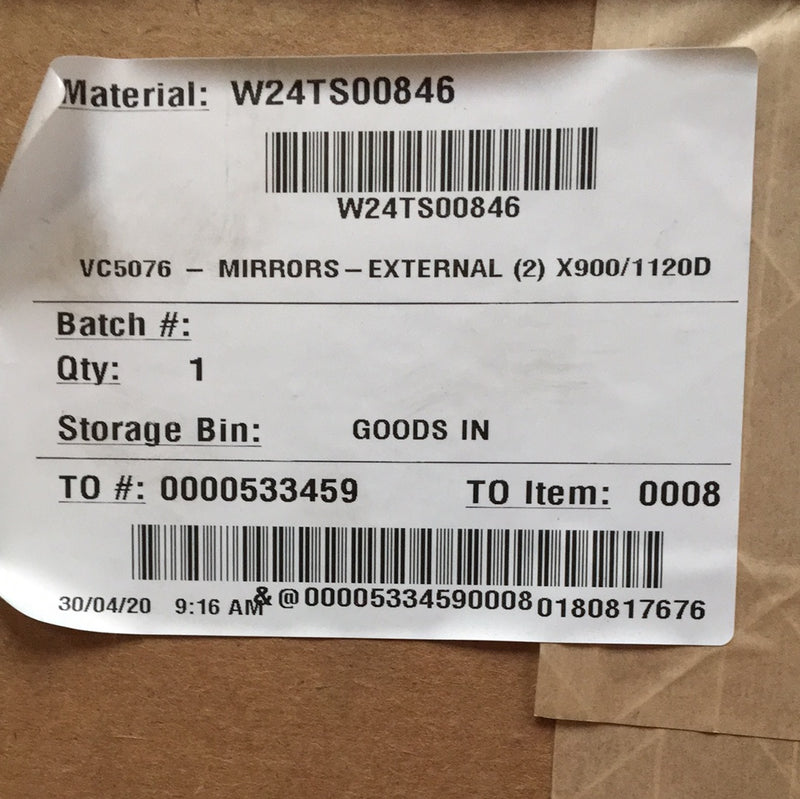 Material: W24TS00846
W24TS00846
VC5076 - MIRRORS-EXTERNAL (2) X900/1120D
Batch #:
Qty: 1
Storage Bin: GOODS IN
TO #: 0000533459 TO Item: 0008
30/04/20 9:16 AM &@00005334590008 0180817676